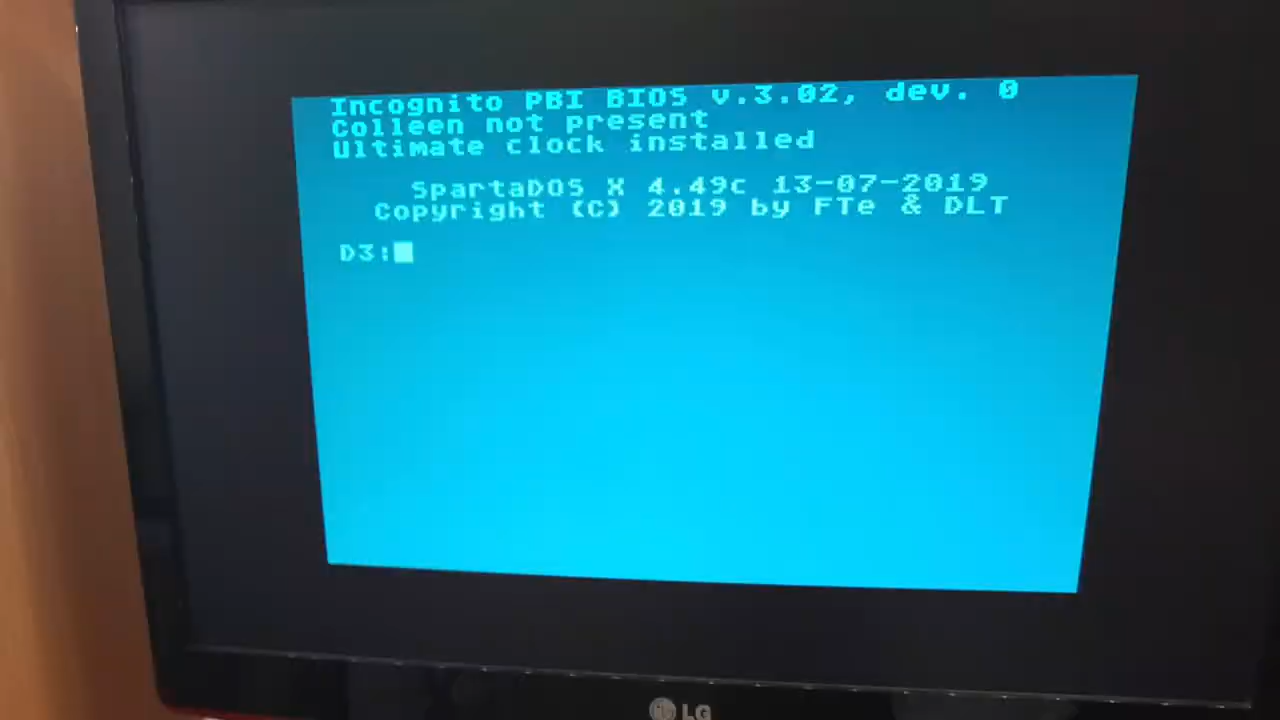 Incognito PBI BIOS v.3.02, dev. 0
Colleen not present
Ultimate clock installed
SpartaDOS X 4.49c 13-07-2019
Copyright (C) 2019 by FTe & DLT
D3:
LG